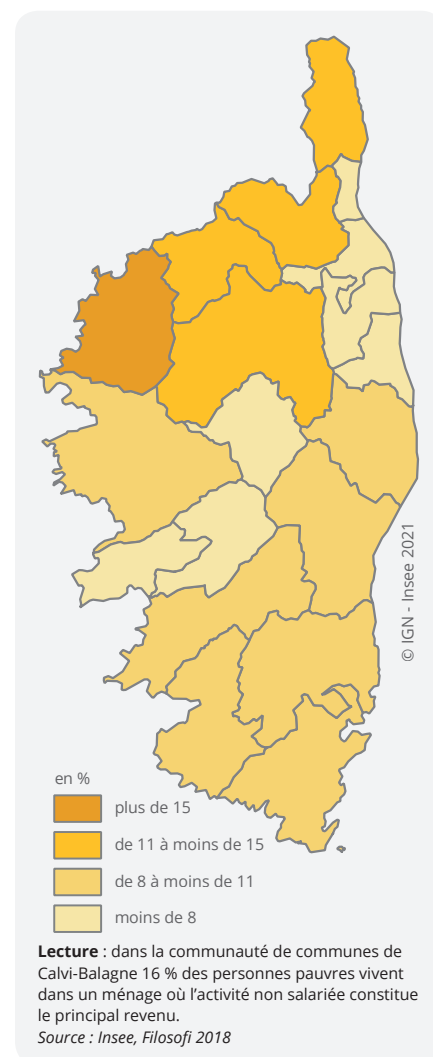 © IGN - Insee 2021
en %
plus de 15
de 11 à moins de 15
de 8 à moins de 11
moins de 8
Lecture : dans la communauté de communes de
Calvi-Balagne 16 % des personnes pauvres vivent
dans un ménage où l’activité non salariée constitue
le principal revenu.
Source : Insee, Filosofi 2018